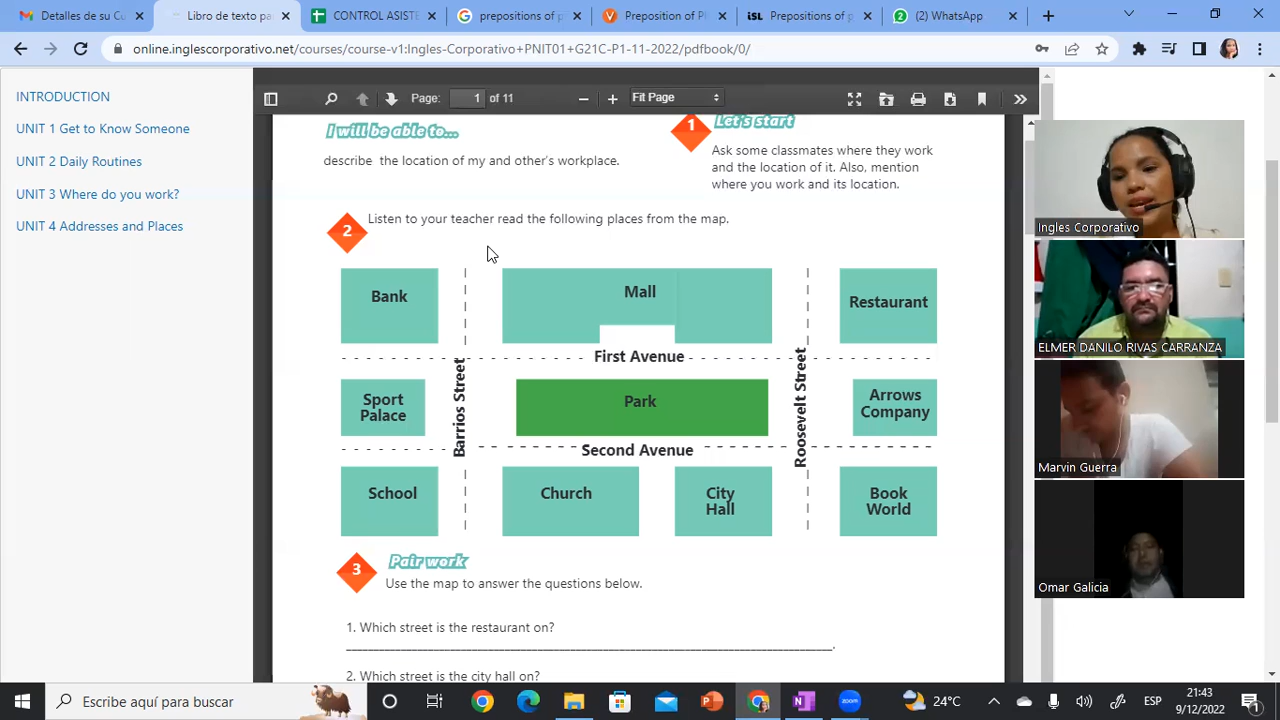 Detalles de su Cu
Libro de texto pa
CONTROL ASISTE
prepositions of p
Preposition of Pl
iSL
Prepositions of p
(2) WhatsApp
online.inglescorporativo.net/courses/course-v1:Ingles-Corporativo+PNIT01+G21C-P1-11-2022/pdfbook/0/
INTRODUCTION
UNIT 1 Get to Know Someone
UNIT 2 Daily Routines
UNIT 3 Where do you work?
UNIT 4 Addresses and Places
Page: 1 of 11
Fit Page
I will be able to...
describe the location of my and other's workplace.
1
Let's start
Ask some classmates where they work
and the location of it. Also, mention
where you work and its location.
2
Listen to your teacher read the following places from the map.
Bank
Mall
Restaurant
First Avenue
Sport
Palace
Barrios Street
Park
Roosevelt Street
Arrows
Company
Second Avenue
School
Church
City
Hall
Book
World
3
Pair work
Use the map to answer the questions below.
1. Which street is the restaurant on?
2. Which street is the city hall on?
Ingles Corporativo
ELMER DANILO RIVAS CARRANZA
Marvin Guerra
Omar Galicia
Escribe aquí para buscar
zoom
24°C
ESP
21:43
9/12/2022
1